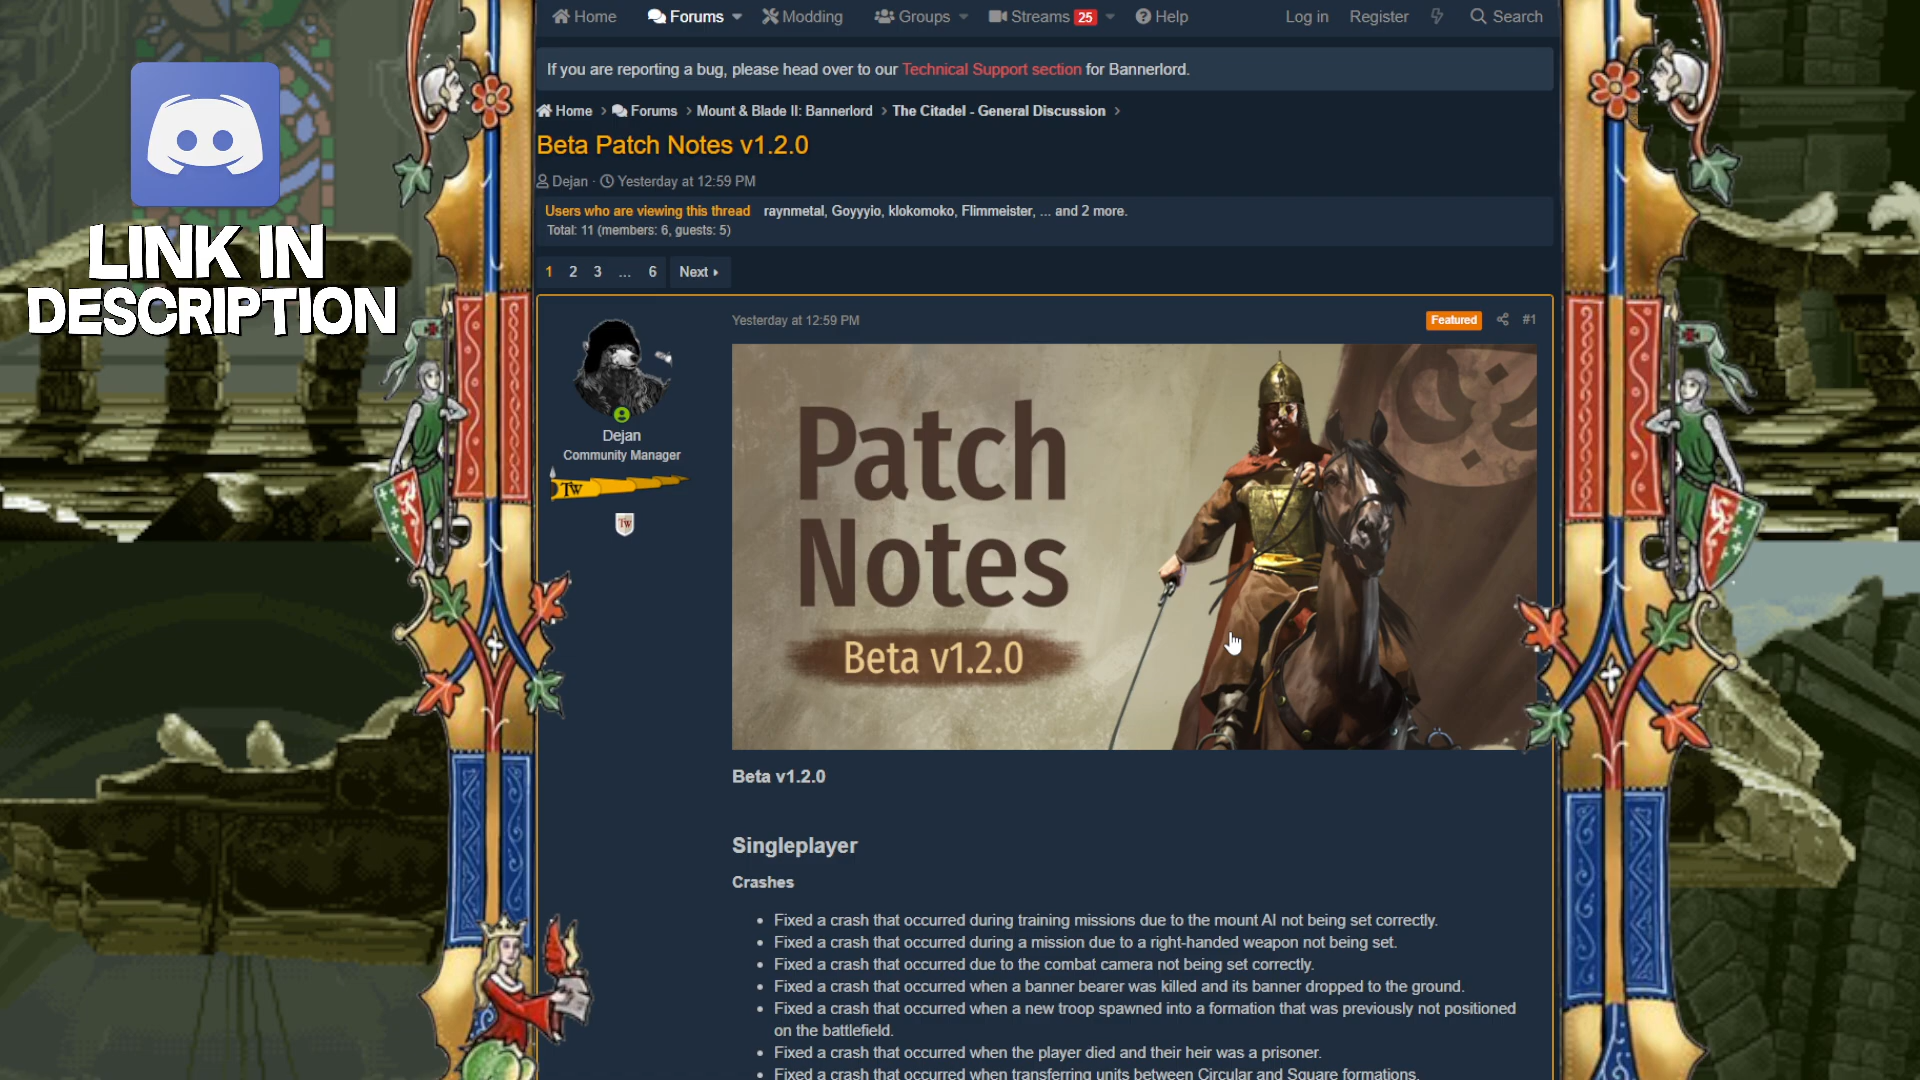 Home Forums Modding Groups Streams 25 Help Log in Register Search
If you are reporting a bug, please head over to our Technical Support section for Bannerlord.
Home > Forums > Mount & Blade II: Bannerlord > The Citadel - General Discussion >
Beta Patch Notes v1.2.0
Dejan · Yesterday at 12:59 PM
Users who are viewing this thread raynmetal, Goyyyio, klokomoko, Flimmeister, ... and 2 more.
Total: 11 (members: 6, guests: 5)
1 2 3 ... 6 Next
LINK IN
DESCRIPTION
Yesterday at 12:59 PM Featured #1
Dejan
Community Manager
TW
TW
Patch
Notes
Beta v1.2.0
Beta v1.2.0
Singleplayer
Crashes
• Fixed a crash that occurred during training missions due to the mount AI not being set correctly.
• Fixed a crash that occurred during a mission due to a right-handed weapon not being set.
• Fixed a crash that occurred due to the combat camera not being set correctly.
• Fixed a crash that occurred when a banner bearer was killed and its banner dropped to the ground.
• Fixed a crash that occurred when a new troop spawned into a formation that was previously not positioned
on the battlefield.
• Fixed a crash that occurred when the player died and their heir was a prisoner.
• Fixed a crash that occurred when transferring units between Circular and Square formations.